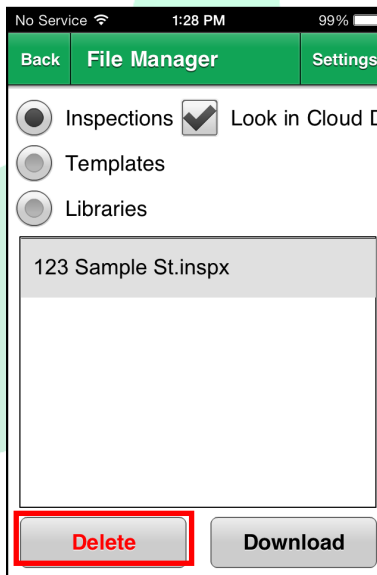 No Service 1:28 PM 99%
Back File Manager Settings
Inspections Look in Cloud D
Templates
Libraries
123 Sample St.inspx
Delete Download